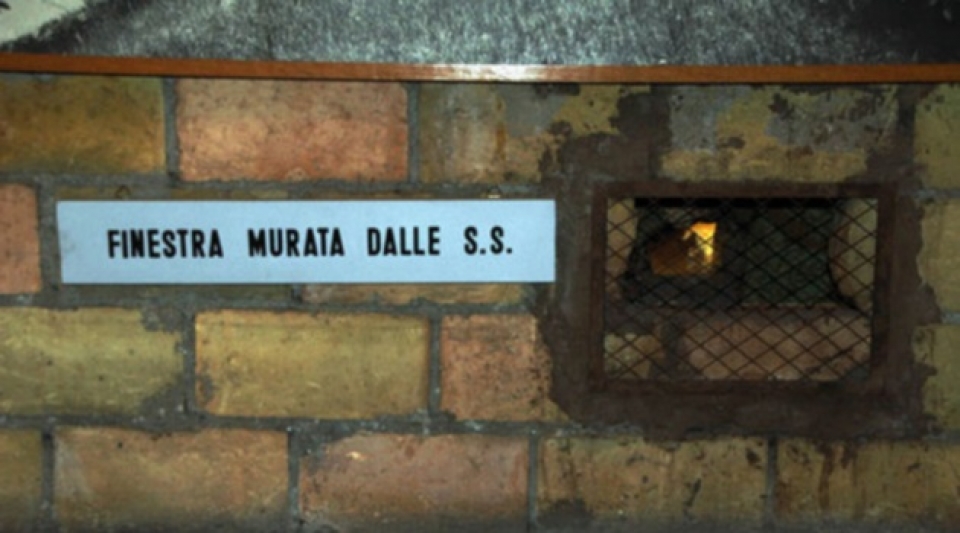 FINESTRA MURATA DALLE S.S.